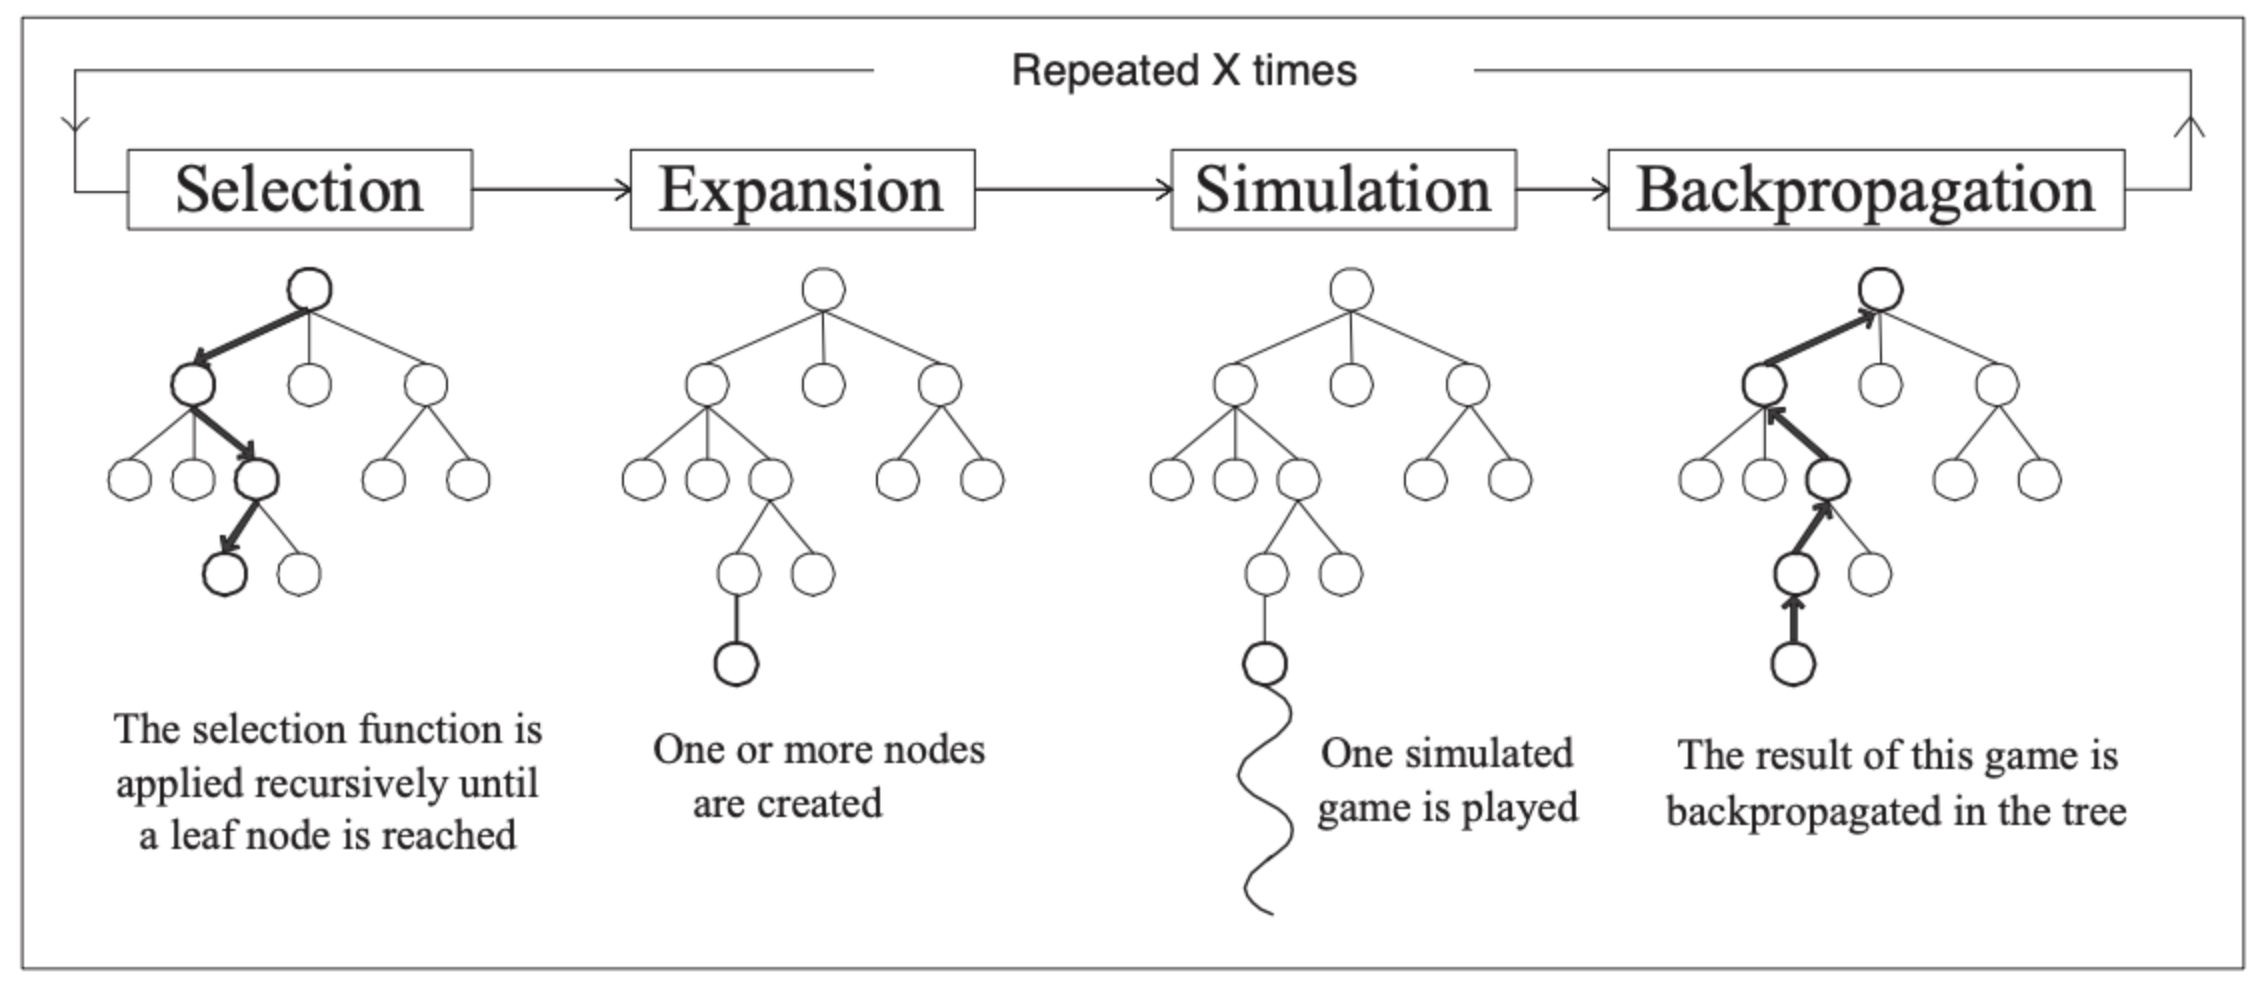 Repeated X times
Selection
Expansion
Simulation
Backpropagation
The selection function is
applied recursively until
a leaf node is reached
One or more nodes
are created
One simulated
game is played
The result of this game is
backpropagated in the tree